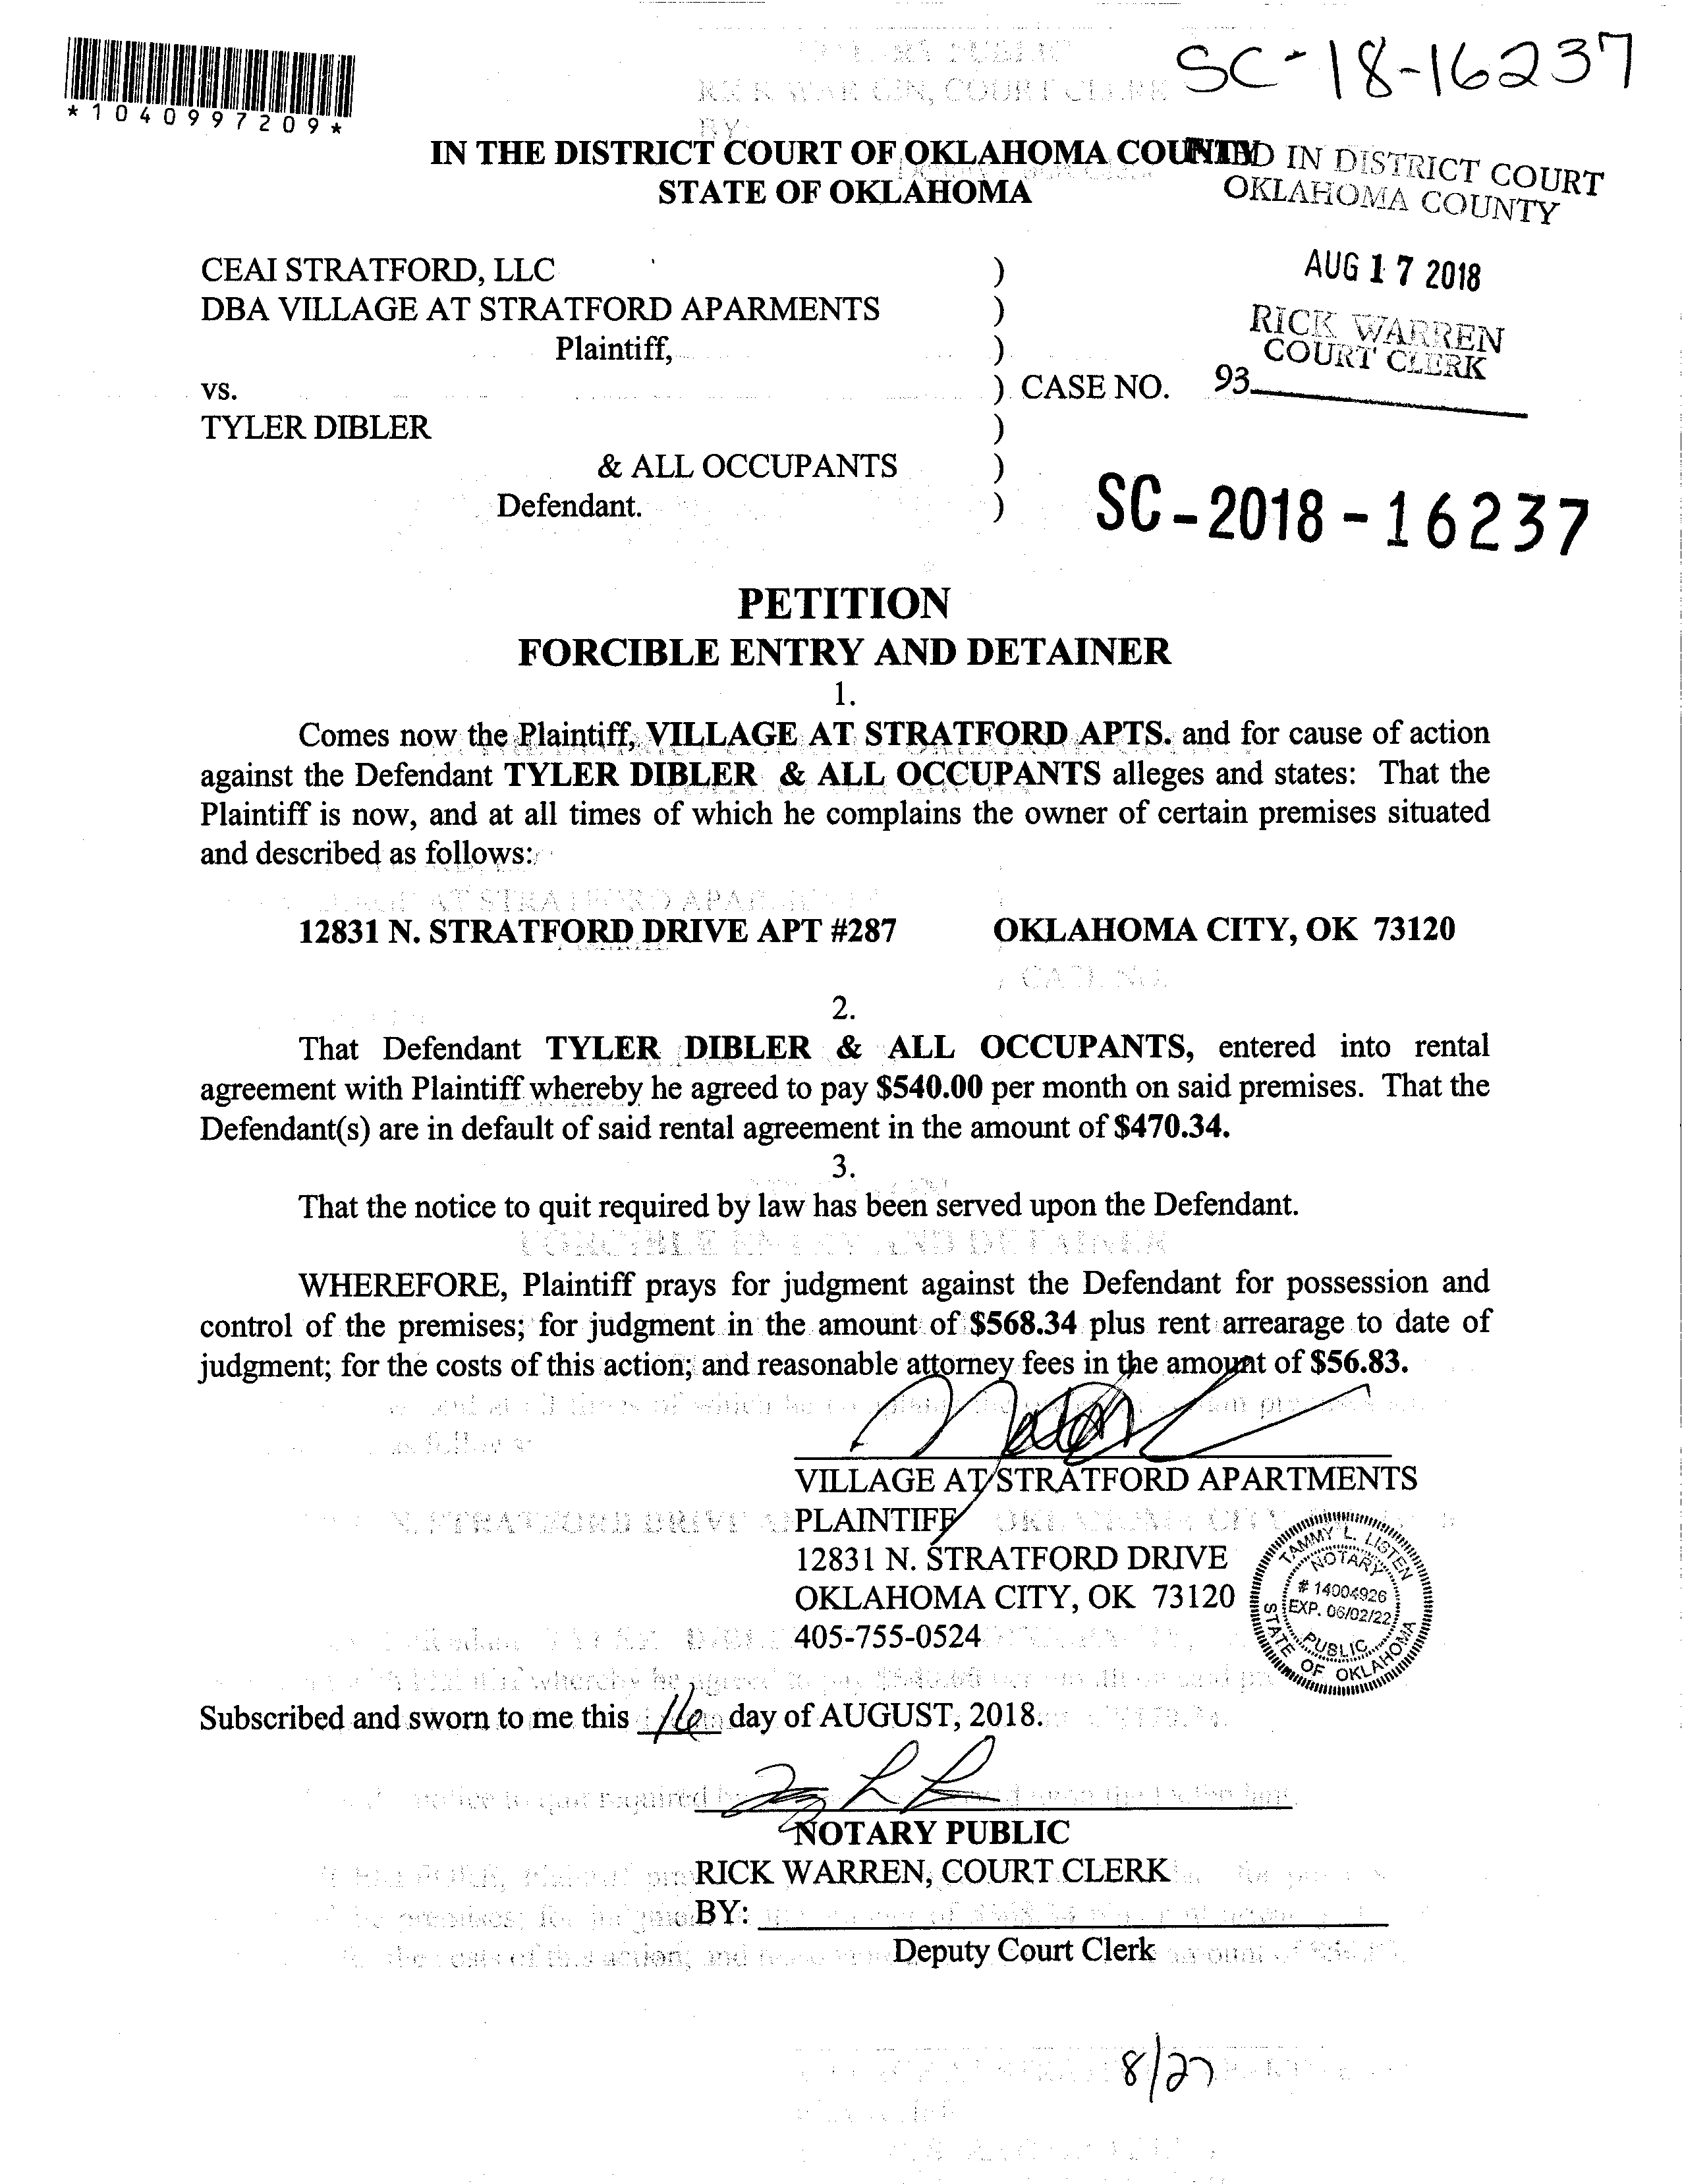 SC-18-16237
*1040997209*
IN THE DISTRICT COURT OF OKLAHOMA COUNTY
STATE OF OKLAHOMA
FILED IN DISTRICT COURT
OKLAHOMA COUNTY
AUG 17 2018
RICK WARREN
COURT CLERK
93
CEAI STRATFORD, LLC )
DBA VILLAGE AT STRATFORD APARMENTS )
Plaintiff, )
vs. ) CASE NO.
TYLER DIBLER )
& ALL OCCUPANTS )
Defendant. )
SC-2018-16237
PETITION
FORCIBLE ENTRY AND DETAINER
1.
Comes now the Plaintiff, VILLAGE AT STRATFORD APTS. and for cause of action
against the Defendant TYLER DIBLER & ALL OCCUPANTS alleges and states: That the
Plaintiff is now, and at all times of which he complains the owner of certain premises situated
and described as follows:
12831 N. STRATFORD DRIVE APT #287 OKLAHOMA CITY, OK 73120
2.
That Defendant TYLER DIBLER & ALL OCCUPANTS, entered into rental
agreement with Plaintiff whereby he agreed to pay $540.00 per month on said premises. That the
Defendant(s) are in default of said rental agreement in the amount of $470.34.
3.
That the notice to quit required by law has been served upon the Defendant.
WHEREFORE, Plaintiff prays for judgment against the Defendant for possession and
control of the premises; for judgment in the amount of $568.34 plus rent arrearage to date of
judgment; for the costs of this action; and reasonable attorney fees in the amount of $56.83.
VILLAGE AT STRATFORD APARTMENTS
PLAINTIFF
12831 N. STRATFORD DRIVE
OKLAHOMA CITY, OK 73120
405-755-0524
TAMMY L. LISTEN
NOTARY
# 14004926
EXP. 06/02/22
PUBLIC
STATE OF OKLAHOMA
Subscribed and sworn to me this 16 day of AUGUST, 2018.
NOTARY PUBLIC
RICK WARREN, COURT CLERK
BY:
Deputy Court Clerk
8/27